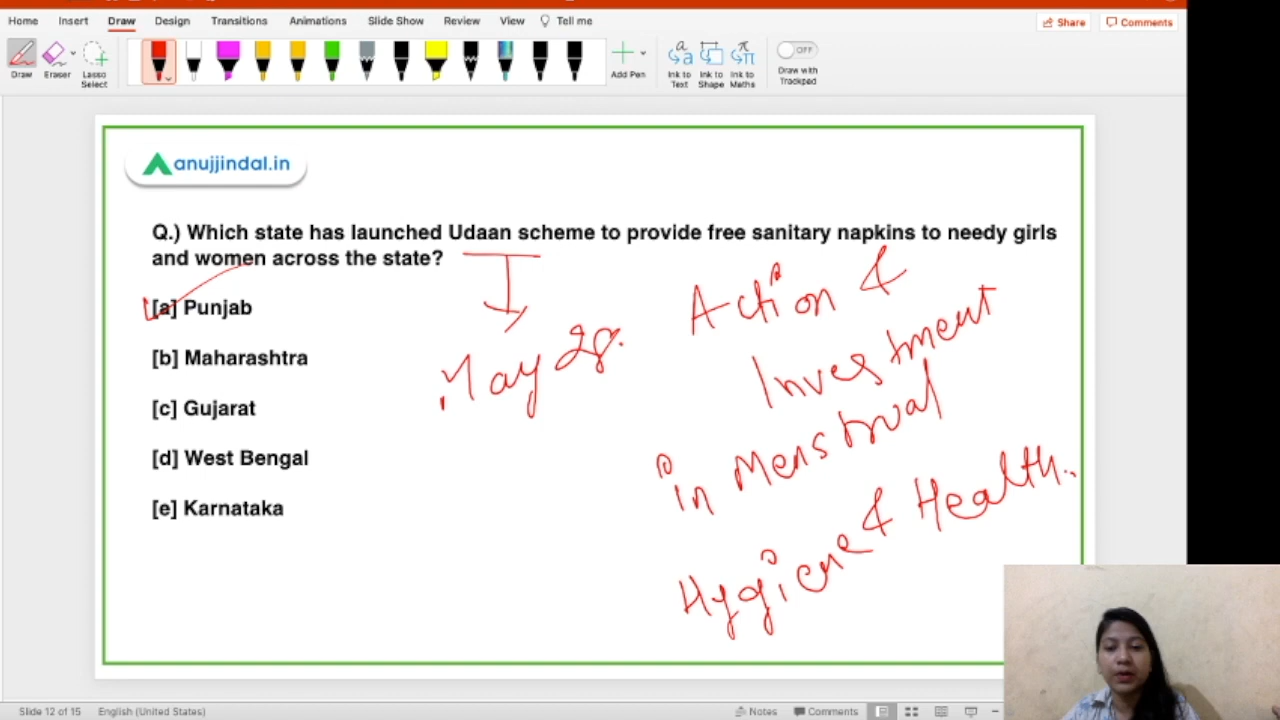 Home Insert Draw Design Transitions Animations Slide Show Review View Tell me Share Comments
Draw Eraser Lasso Select Add Pen Ink to Text Ink to Shape Ink to Maths OFF Draw with Trackpad
anujjindal.in
Q.) Which state has launched Udaan scheme to provide free sanitary napkins to needy girls
and women across the state?
[a] Punjab
[b] Maharashtra
[c] Gujarat
[d] West Bengal
[e] Karnataka
May 28.
Action &
Investment
in Menstrual
Hygiene & Health.
Slide 12 of 15 English (United States) Notes Comments